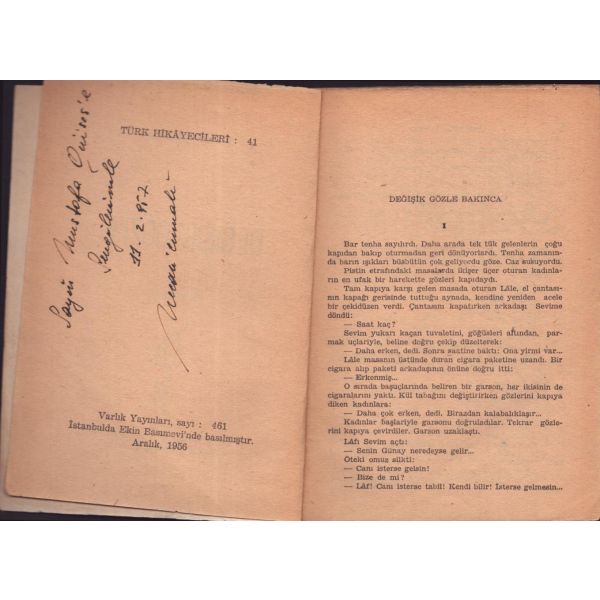 TÜRK HİKÂYECİLERİ : 41
Sayın Mustafa
Sevgilerimle
11.2.957
Varlık Yayınları, sayı : 461
İstanbulda Ekin Basımevi'nde basılmıştır.
Aralık, 1956
DEĞİŞİK GÖZLE BAKINCA
I
Bar tenha sayılırdı. Daha arada tek tük gelenlerin çoğu
kapıdan bakıp oturmadan geri dönüyorlardı. Tenha zamanın-
da barın ışıkları büsbütün çok geliyordu göze. Caz susuyordu.
Pistin etrafındaki masalarda ikişer üçer oturan kadınla-
rın en ufak bir harekette gözleri kapıdaydı.
Tam kapıya karşı gelen masada oturan Lâle, el çantası-
nın kapağı gerisinde tuttuğu aynada, kendine yeniden acele
bir çekidüzen verdi. Çantasını kapatırken arkadaşı Sevime
döndü:
— Saat kaç?
Sevim yukarı kaçan tuvaletini, göğüsleri altından, par-
mak uçlariyle, beline doğru çekip düzelterek:
— Daha erken, dedi. Sonra saatine baktı: Ona yirmi var...
Lâle masanın üstünde duran cigara paketine uzandı. Bir
cigara alıp paketi arkadaşının önüne doğru itti:
— Erkenmiş...
O sırada başuçlarında beliren bir garson, her ikisinin de
cigaralarını yaktı. Kül tabağını değiştirirken gözlerini kapıya
diken kadınlara:
— Daha çok erken, dedi. Birazdan kalabalıklaşır...
Kadınlar başlariyle garsonu doğruladılar. Tekrar gözle-
rini kapıya çevirdiler. Garson uzaklaştı.
Lâfı Sevim açtı:
— Senin Günay neredeyse gelir...
Öteki omuz silkti:
— Canı isterse gelsin!
— Bize de mi?
— Lâf! Canı isterse tabiî! Kendi bilir! İsterse gelmesin...